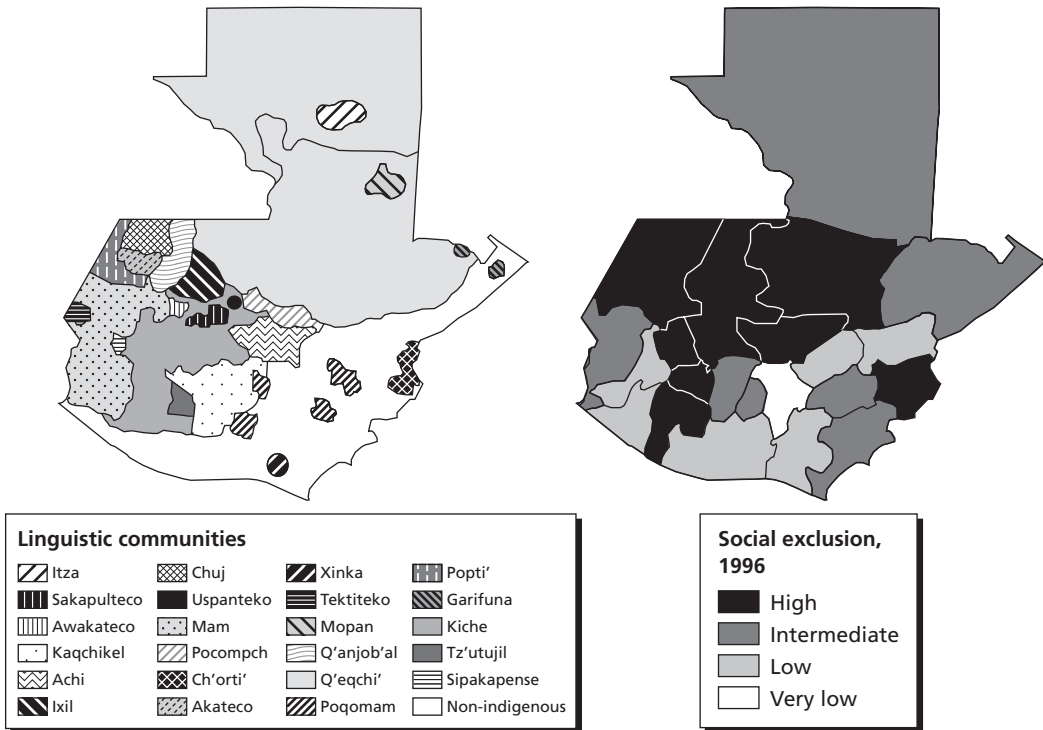 Linguistic communities
Itza
Chuj
Xinka
Popti'
Sakapulteco
Uspanteko
Tektiteko
Garifuna
Awakateco
Mam
Mopan
Kiche
Kaqchikel
Pocompch
Q'anjob'al
Tz'utujil
Achi
Ch'orti'
Q'eqchi'
Sipakapense
Ixil
Akateco
Poqomam
Non-indigenous
Social exclusion,
1996
High
Intermediate
Low
Very low